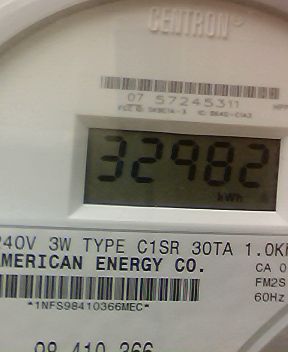 CENTRON
07 57245311
32982
kWh
240V 3W TYPE C1SR 30TA 1.0K
AMERICAN ENERGY CO.
CA 0
FM2S
60Hz
*1NFS98410366MEC*
98 410 366